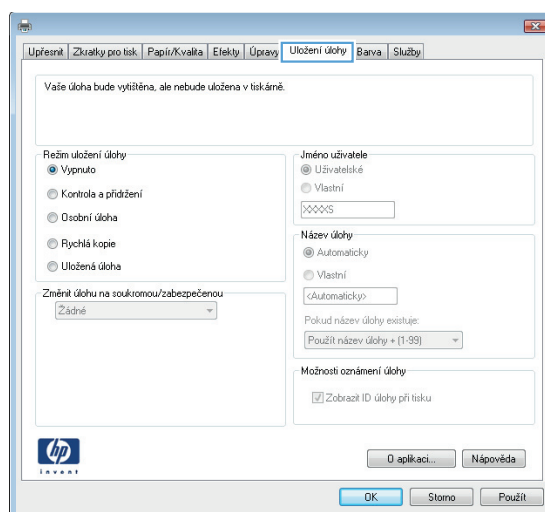 Upřesnit Zkratky pro tisk Papír/Kvalita Efekty Úpravy Uložení úlohy Barva Služby
Vaše úloha bude vytištěna, ale nebude uložena v tiskárně.
Režim uložení úlohy
Vypnuto
Kontrola a přidržení
Osobní úloha
Rychlá kopie
Uložená úloha
Změnit úlohu na soukromou/zabezpečenou
Žádné
Jméno uživatele
Uživatelské
Vlastní
XXXXS
Název úlohy
Automaticky
Vlastní
<Automaticky>
Pokud název úlohy existuje:
Použít název úlohy + (1-99)
Možnosti oznámení úlohy
Zobrazit ID úlohy při tisku
hp
invent
O aplikaci... Nápověda
OK Storno Použít